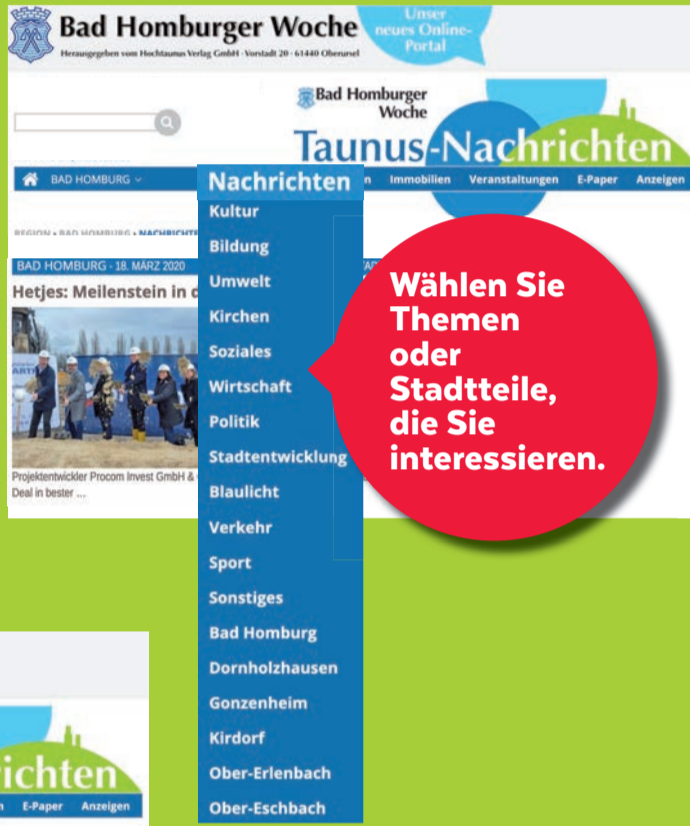 Bad Homburger Woche
Herausgegeben vom Hochtaunus Verlag GmbH · Vorstadt 20 · 61440 Oberursel
Unser
neues Online-
Portal
Bad Homburger
Woche
Taunus-Nachrichten
BAD HOMBURG
Immobilien Veranstaltungen E-Paper Anzeigen
REGION • BAD HOMBURG •
BAD HOMBURG - 18. MÄRZ 2020
Hetjes: Meilenstein in
Projektentwickler Procom Invest GmbH &
Deal in bester ...
Nachrichten
Kultur
Bildung
Umwelt
Kirchen
Soziales
Wirtschaft
Politik
Stadtentwicklung
Blaulicht
Verkehr
Sport
Sonstiges
Bad Homburg
Dornholzhausen
Gonzenheim
Kirdorf
Ober-Erlenbach
Ober-Eschbach
Wählen Sie
Themen
oder
Stadtteile,
die Sie
interessieren.
richten
E-Paper Anzeigen